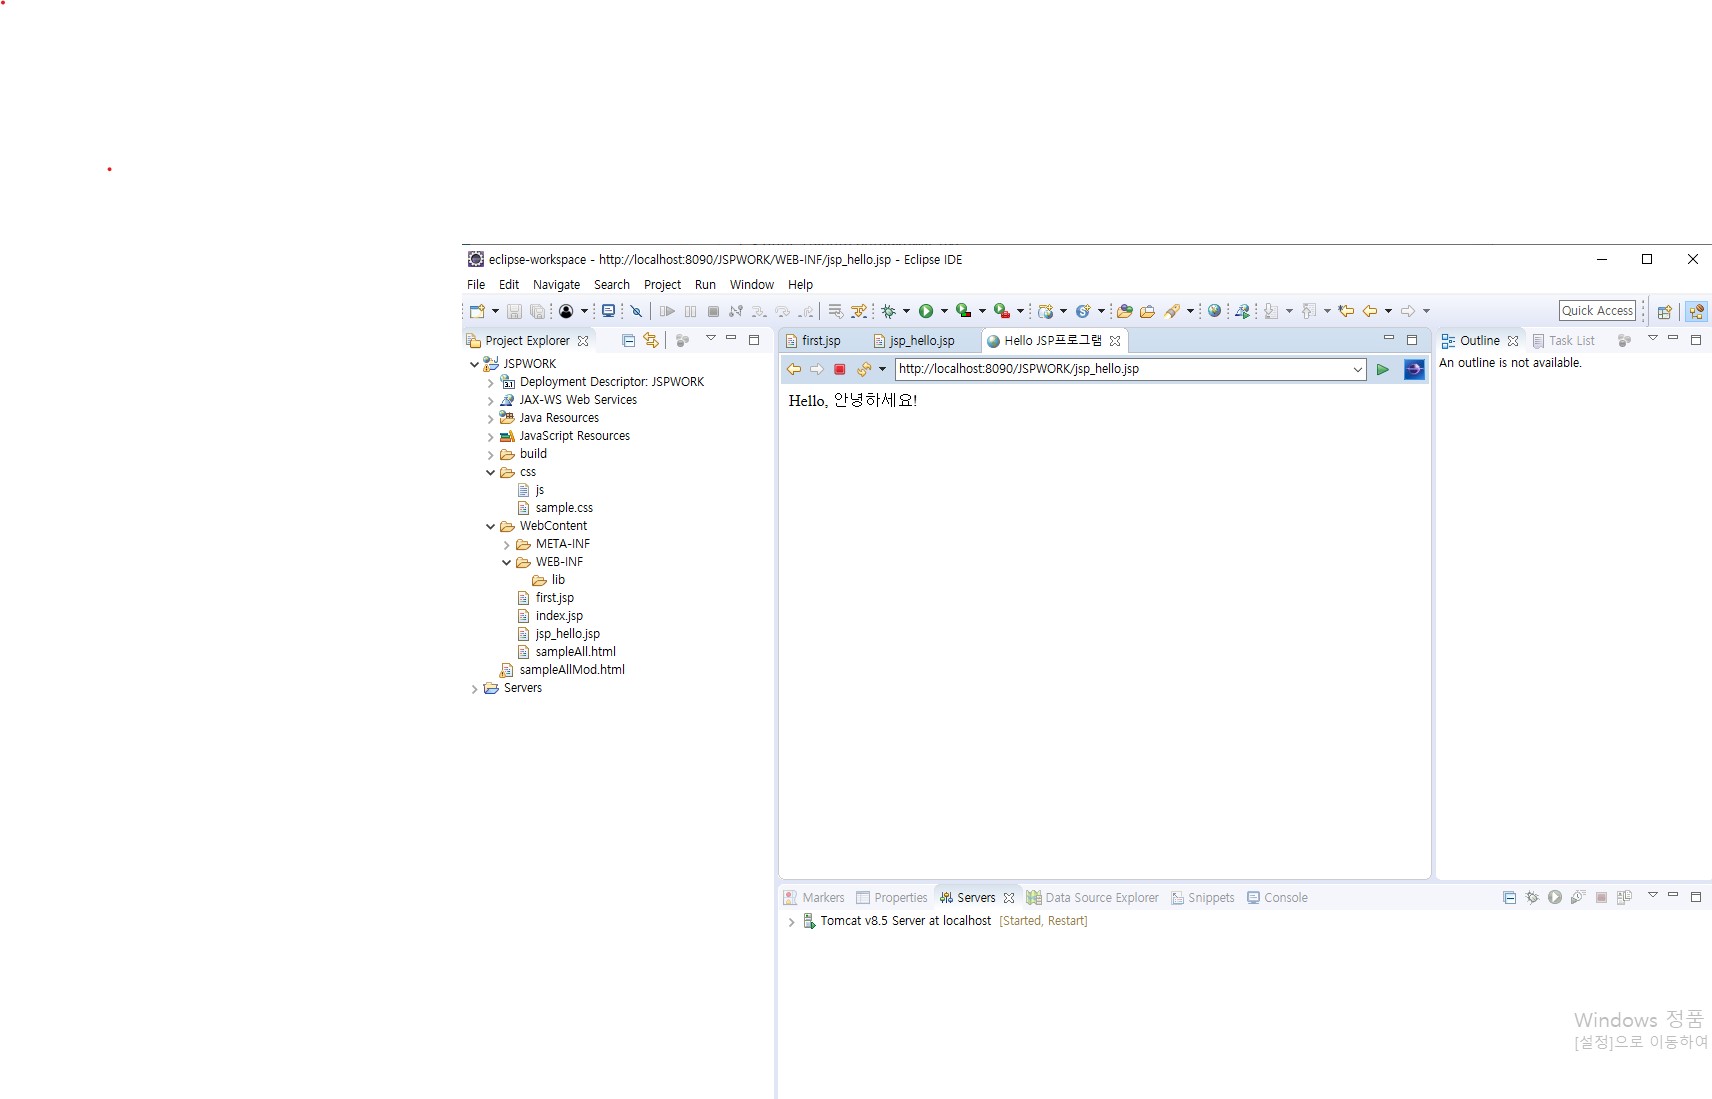 eclipse-workspace - http://localhost:8090/JSPWORK/WEB-INF/jsp_hello.jsp - Eclipse IDE
File Edit Navigate Search Project Run Window Help
Quick Access
Project Explorer
JSPWORK
Deployment Descriptor: JSPWORK
JAX-WS Web Services
Java Resources
JavaScript Resources
build
css
js
sample.css
WebContent
META-INF
WEB-INF
lib
first.jsp
index.jsp
jsp_hello.jsp
sampleAll.html
sampleAllMod.html
Servers
first.jsp jsp_hello.jsp Hello JSP프로그램
http://localhost:8090/JSPWORK/jsp_hello.jsp
Hello, 안녕하세요!
Outline Task List
An outline is not available.
Markers Properties Servers Data Source Explorer Snippets Console
Tomcat v8.5 Server at localhost [Started, Restart]
Windows 정품
[설정]으로 이동하여